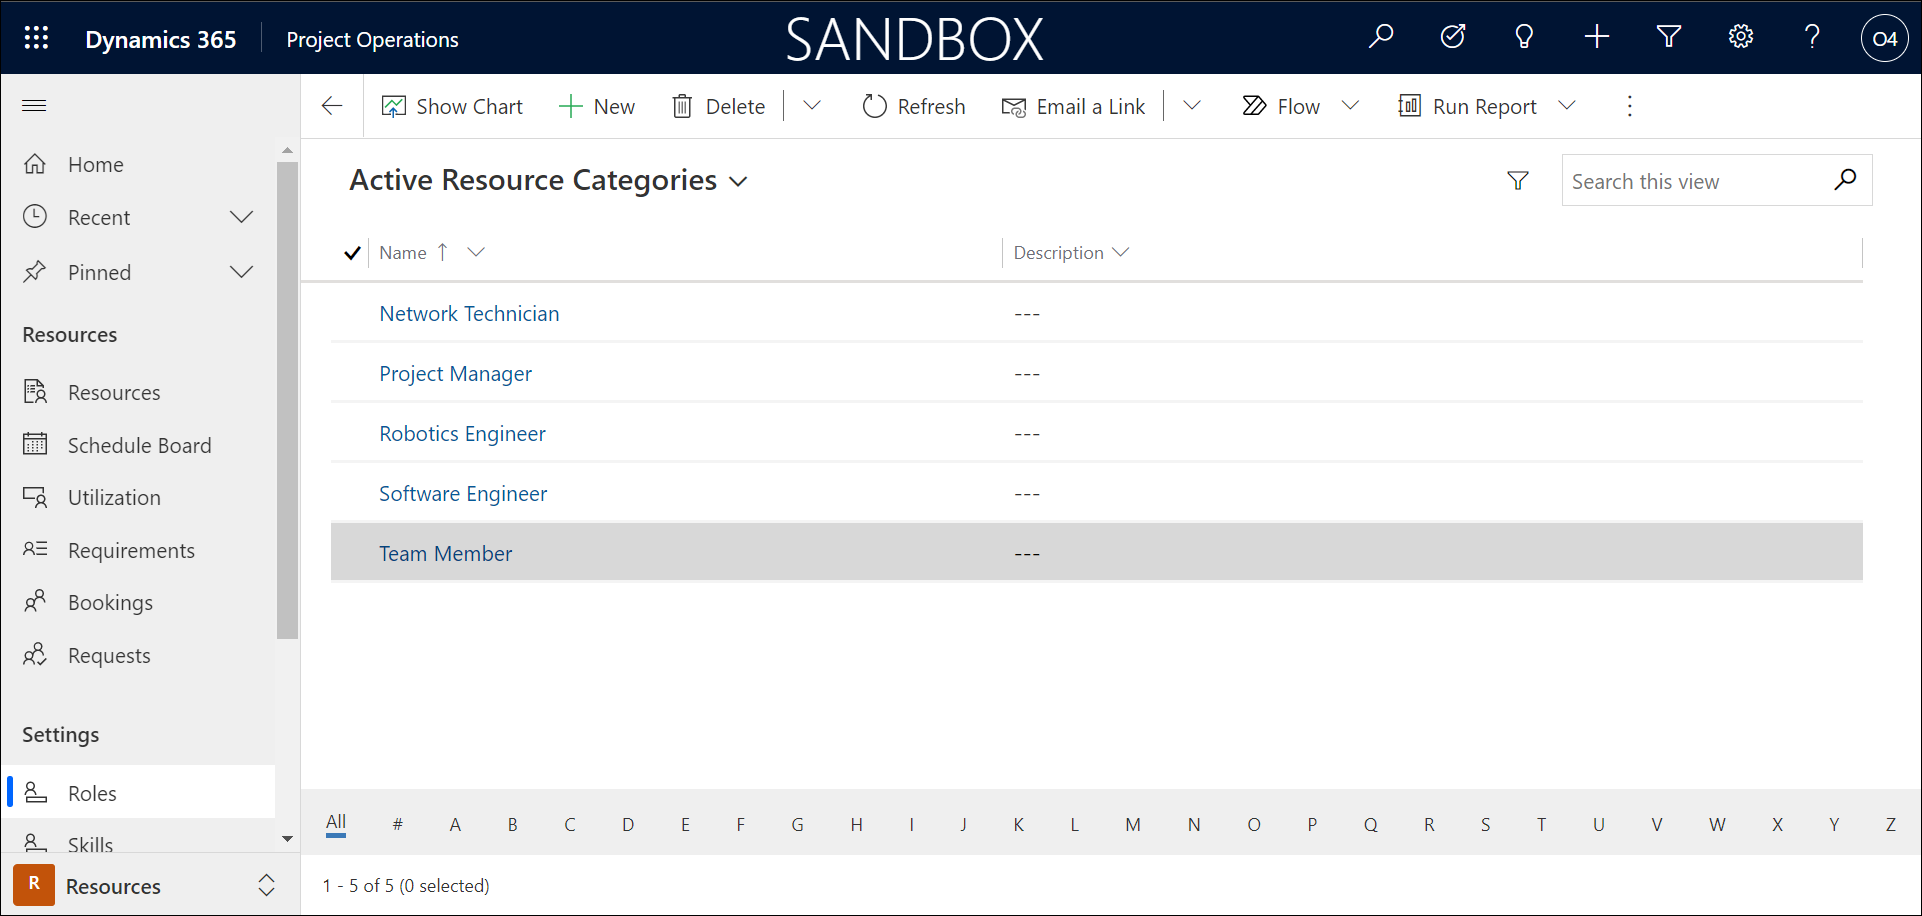 Dynamics 365 Project Operations SANDBOX ? O4
Show Chart New Delete Refresh Email a Link Flow Run Report
Home
Recent
Pinned
Resources
Resources
Schedule Board
Utilization
Requirements
Bookings
Requests
Settings
Roles
Skills
R Resources
Active Resource Categories Search this view
Name Description
Network Technician ---
Project Manager ---
Robotics Engineer ---
Software Engineer ---
Team Member ---
All # A B C D E F G H I J K L M N O P Q R S T U V W X Y Z
1 - 5 of 5 (0 selected)